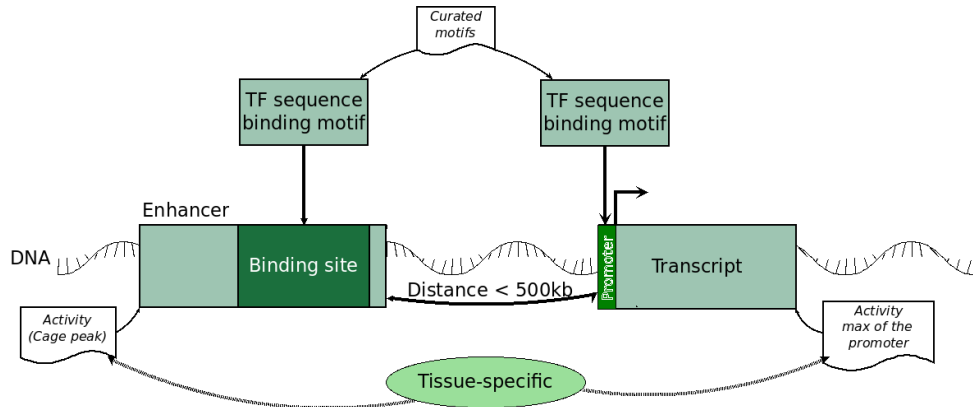 Curated
motifs
TF sequence
binding motif
TF sequence
binding motif
Enhancer
DNA
Binding site
Promoter
Transcript
Distance < 500kb
Activity
(Cage peak)
Activity
max of the
promoter
Tissue-specific